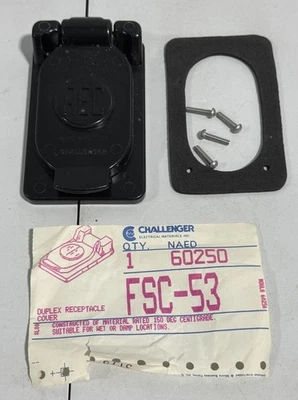 REC
CHALLENGER
CHALLENGER
ELECTRICAL MATERIALS, INC.
QTY. NAED
1 60250
FSC-53
DUPLEX RECEPTACLE
COVER
CONSTRUCTED OF MATERIAL RATED 150 DEG CENTIGRADE.
SUITABLE FOR WET OR DAMP LOCATIONS.